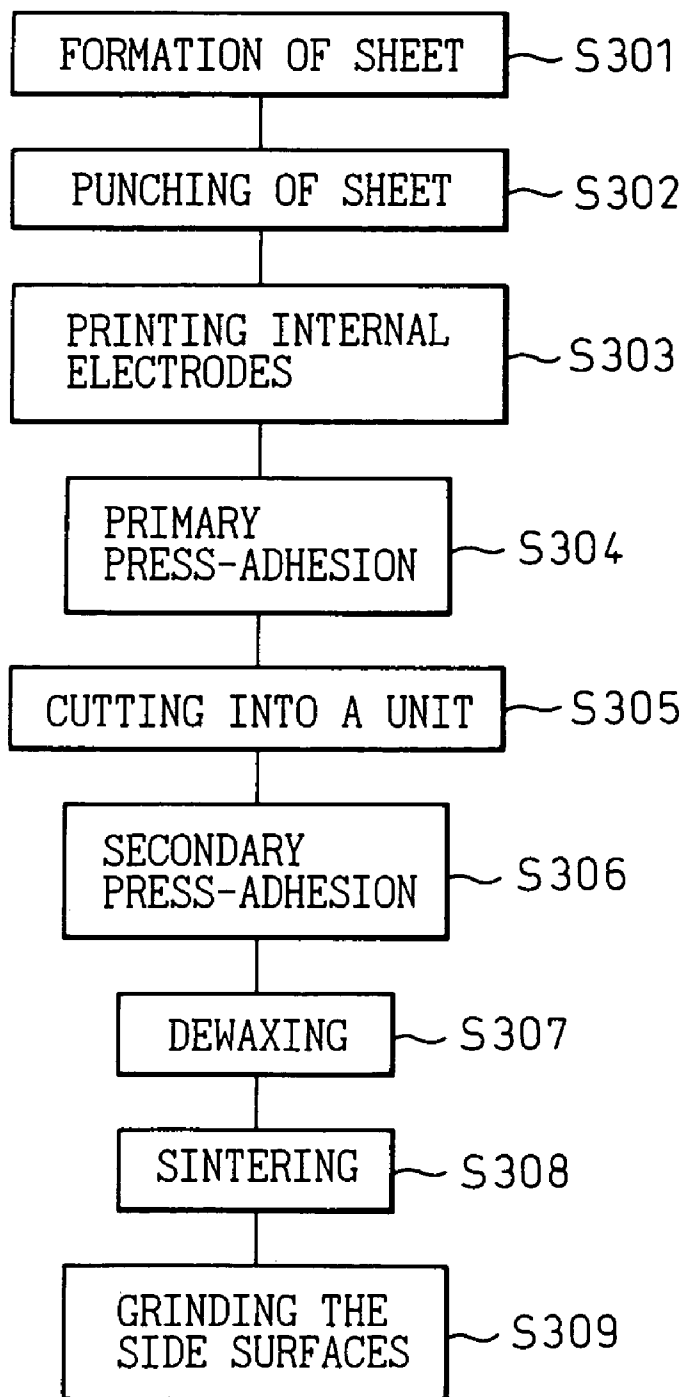 FORMATION OF SHEET S301
PUNCHING OF SHEET S302
PRINTING INTERNAL
ELECTRODES
S303
PRIMARY
PRESS-ADHESION
S304
CUTTING INTO A UNIT S305
SECONDARY
PRESS-ADHESION
S306
DEWAXING S307
SINTERING S308
GRINDING THE
SIDE SURFACES
S309